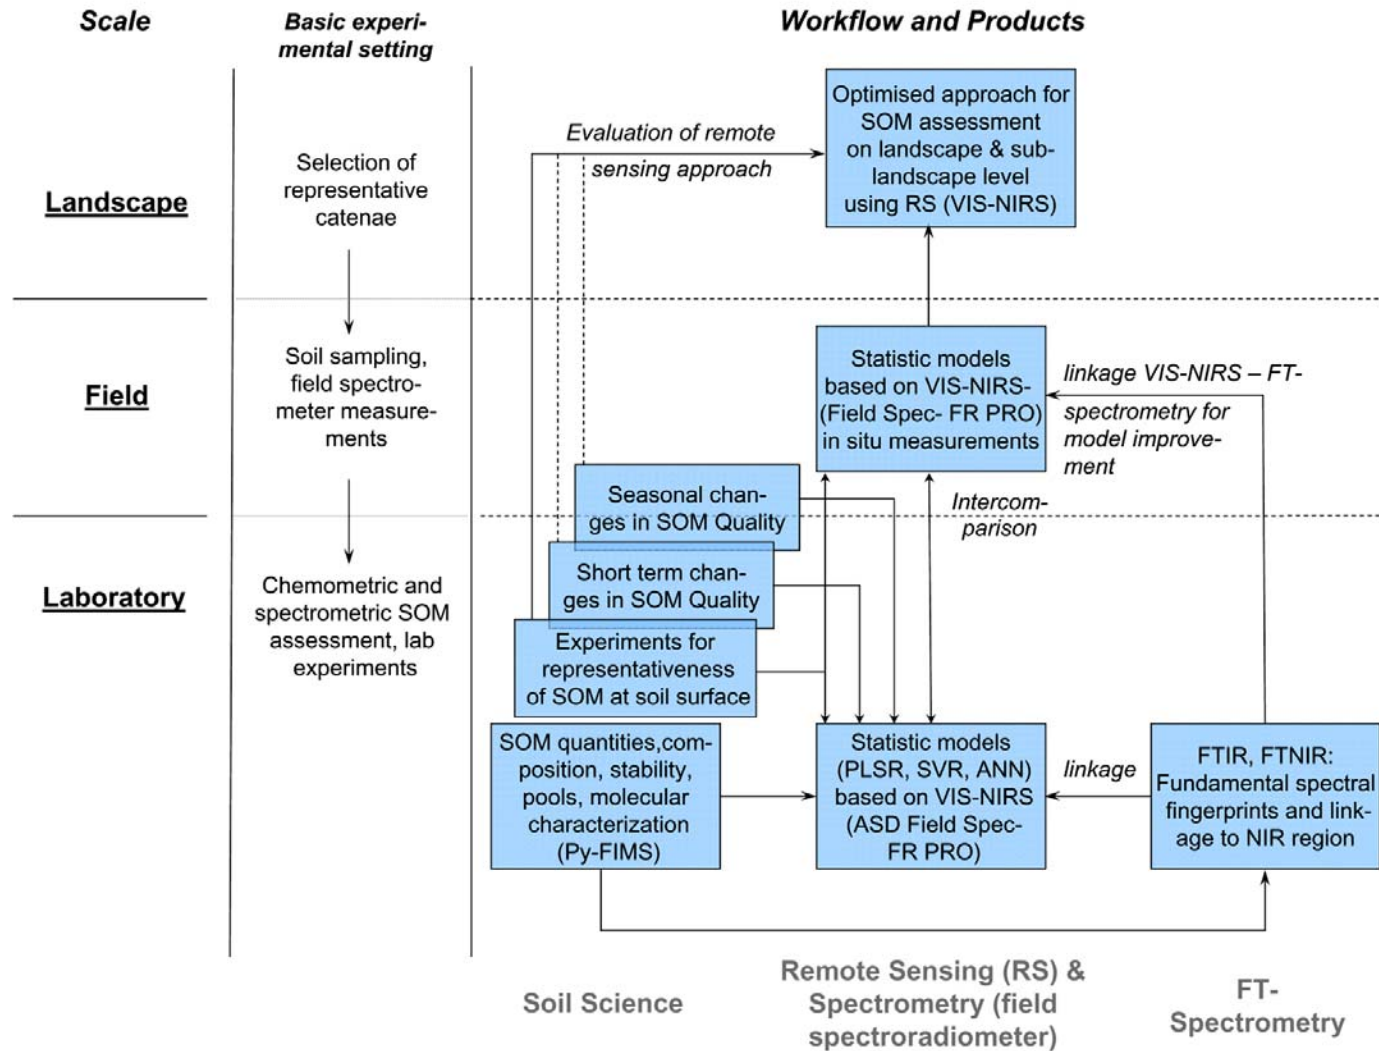 Scale
Basic experi-
mental setting
Workflow and Products
Landscape
Selection of
representative
catenae
Evaluation of remote
sensing approach
Optimised approach for
SOM assessment
on landscape & sub-
landscape level
using RS (VIS-NIRS)
Field
Soil sampling,
field spectro-
meter measure-
ments
Statistic models
based on VIS-NIRS-
(Field Spec- FR PRO)
in situ measurements
linkage VIS-NIRS – FT-
spectrometry for
model improve-
ment
Seasonal chan-
ges in SOM Quality
Intercom-
parison
Laboratory
Chemometric and
spectrometric SOM
assessment, lab
experiments
Short term chan-
ges in SOM Quality
Experiments for
representativeness
of SOM at soil surface
SOM quantities,com-
position, stability,
pools, molecular
characterization
(Py-FIMS)
Statistic models
(PLSR, SVR, ANN)
based on VIS-NIRS
(ASD Field Spec-
FR PRO)
linkage
FTIR, FTNIR:
Fundamental spectral
fingerprints and link-
age to NIR region
Soil Science
Remote Sensing (RS) &
Spectrometry (field
spectroradiometer)
FT-
Spectrometry